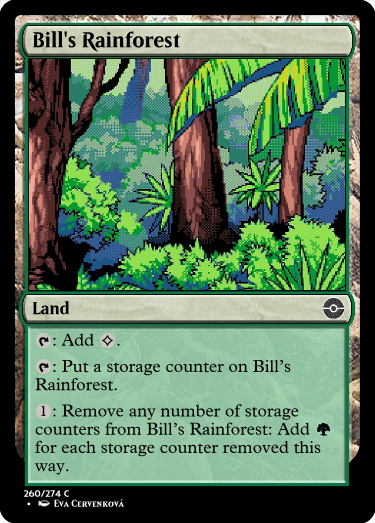 Bill's Rainforest
Land
: Add .
: Put a storage counter on Bill's
Rainforest.
1: Remove any number of storage
counters from Bill's Rainforest: Add
for each storage counter removed this
way.
260/274 C
• Eva Cervenková